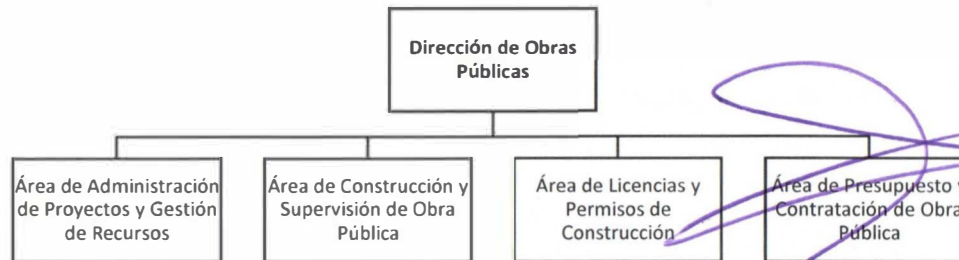 Dirección de Obras
Públicas
Área de Administración
de Proyectos y Gestión
de Recursos
Área de Construcción y
Supervisión de Obra
Pública
Área de Licencias y
Permisos de
Construcción
Área de Presupuesto y
Contratación de Obra
Pública